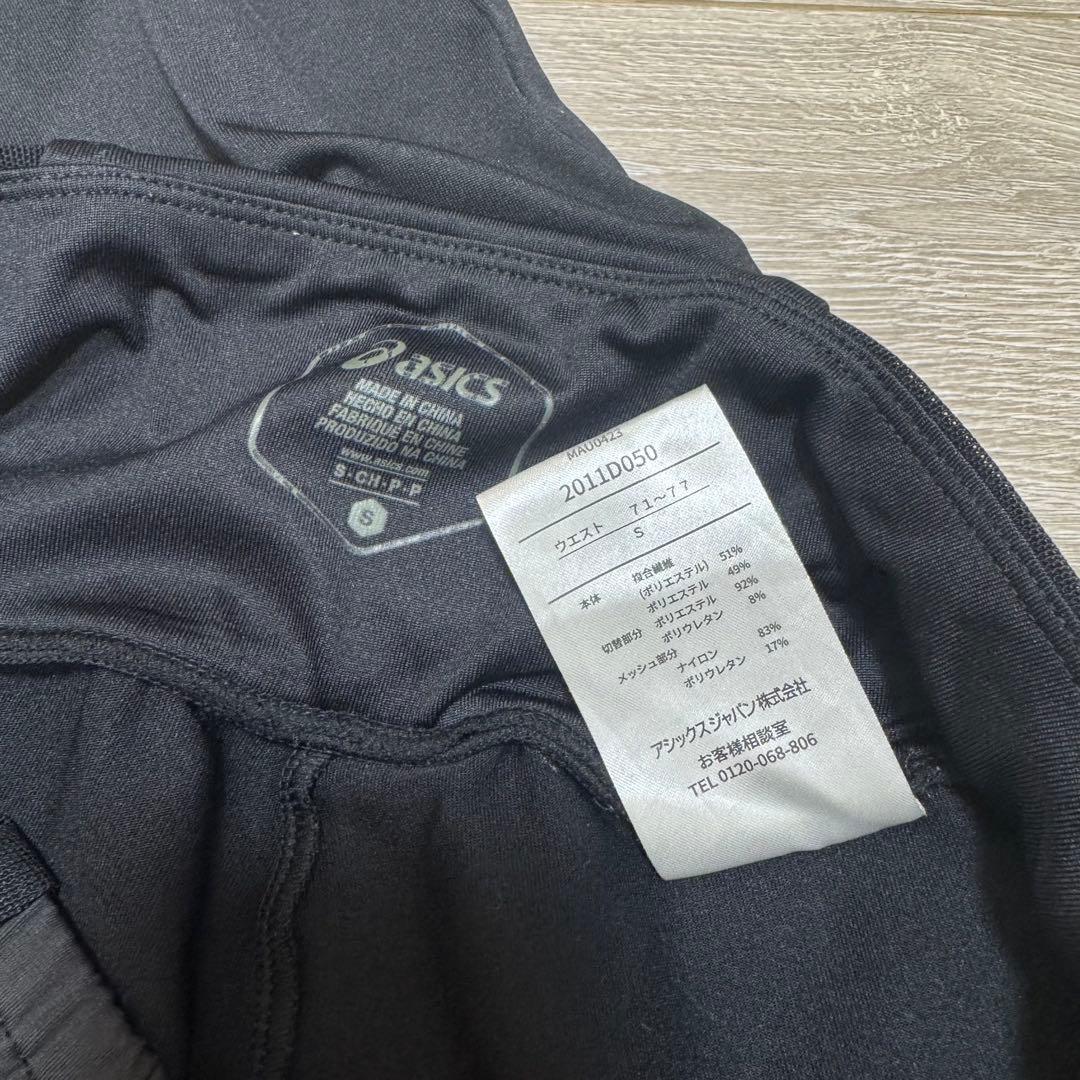 asics
MADE IN CHINA
HECHO EN CHINA
FABRIQUÉ EN CHINE
PRODUZIDO NA CHINA
www.asics.com
S・CH・P・P
S
MAU0423
2011D050
ウエスト 71～77
S
本体 複合繊維
(ポリエステル) 51%
ポリエステル 49%
切替部分 ポリエステル 92%
ポリウレタン 8%
メッシュ部分 ナイロン 83%
ポリウレタン 17%
アシックスジャパン株式会社
お客様相談室
TEL 0120-068-806